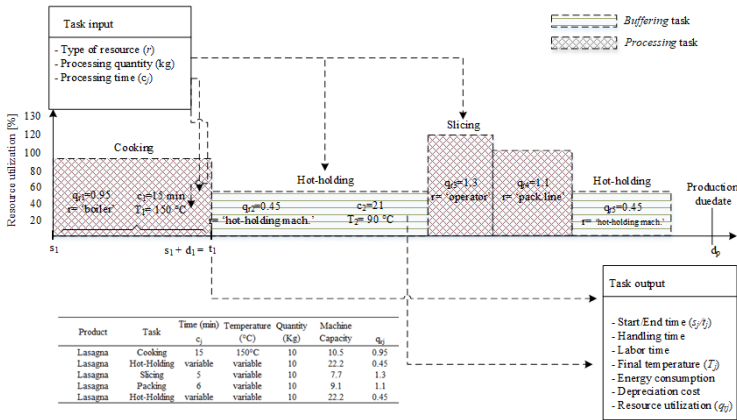 Task input
- Type of resource (r)
- Processing quantity (kg)
- Processing time (cj)
Buffering task
Processing task
Resource utilization [%]
130
120
100
80
60
40
20
Cooking
qr1=0.95 c1=15 min
r= 'boiler' T1= 150 °C
s1
s1 + d1 = t1
Hot-holding
qr2=0.45 c2=21
r= 'hot-holding mach.' T2= 90 °C
Slicing
qr3=1.3
r= 'operator'
qr4=1.1
r= 'pack.line'
Hot-holding
qr5=0.45
r= 'hot-holding mach.'
Production
duedate
dp
Task output
- Start/End time (sj/tj)
- Handling time
- Labor time
- Final temperature (Tj)
- Energy consumption
- Depreciation cost
- Resource utilization (qij)
Product Task Time (min) cj Temperature (°C) Quantity (Kg) Machine Capacity qrj
Lasagna Cooking 15 150°C 10 10.5 0.95
Lasagna Hot-Holding variable variable 10 22.2 0.45
Lasagna Slicing 5 variable 10 7.7 1.3
Lasagna Packing 6 variable 10 9.1 1.1
Lasagna Hot-Holding variable variable 10 22.2 0.45